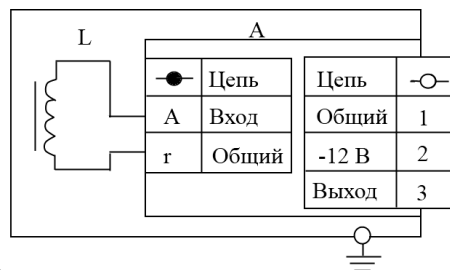 L
A
Цепь
Цепь
A Вход
Общий 1
г Общий
-12 В 2
Выход 3